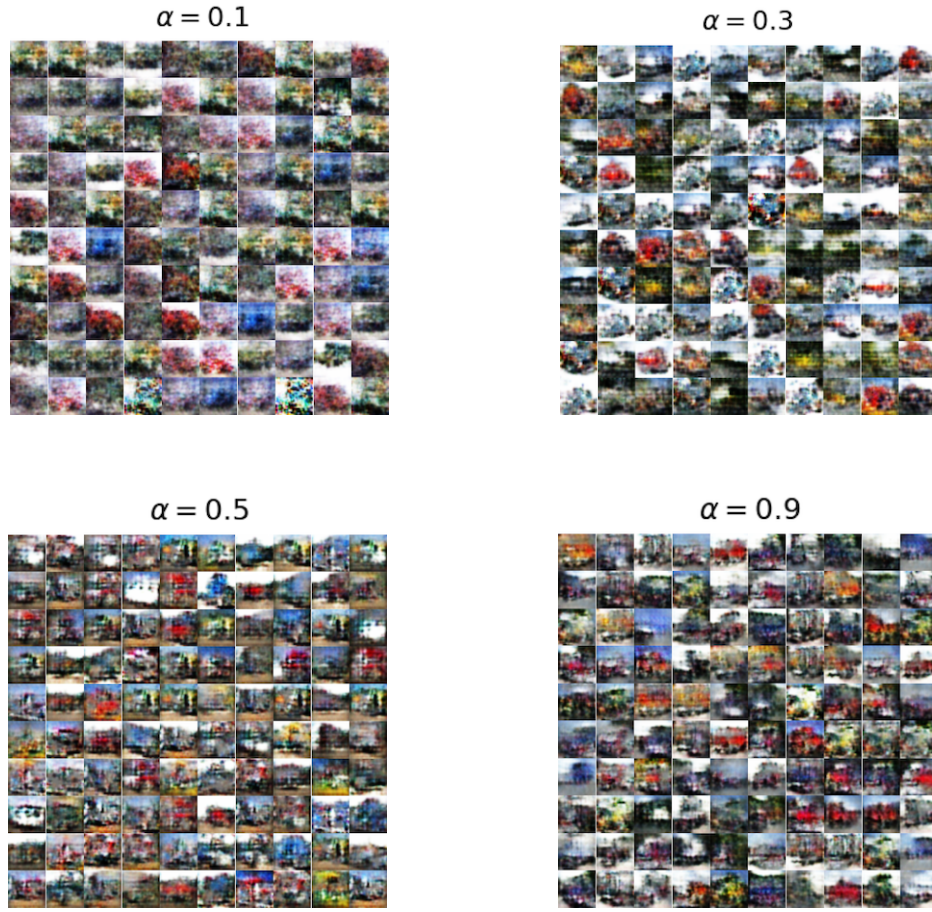 α = 0.1
α = 0.3
α = 0.5
α = 0.9